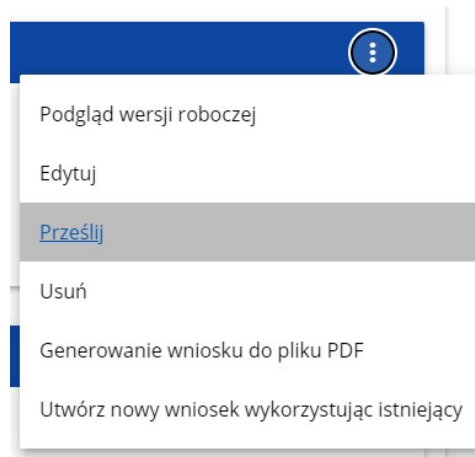 Podgląd wersji roboczej
Edytuj
Prześlij
Usuń
Generowanie wniosku do pliku PDF
Utwórz nowy wniosek wykorzystując istniejący